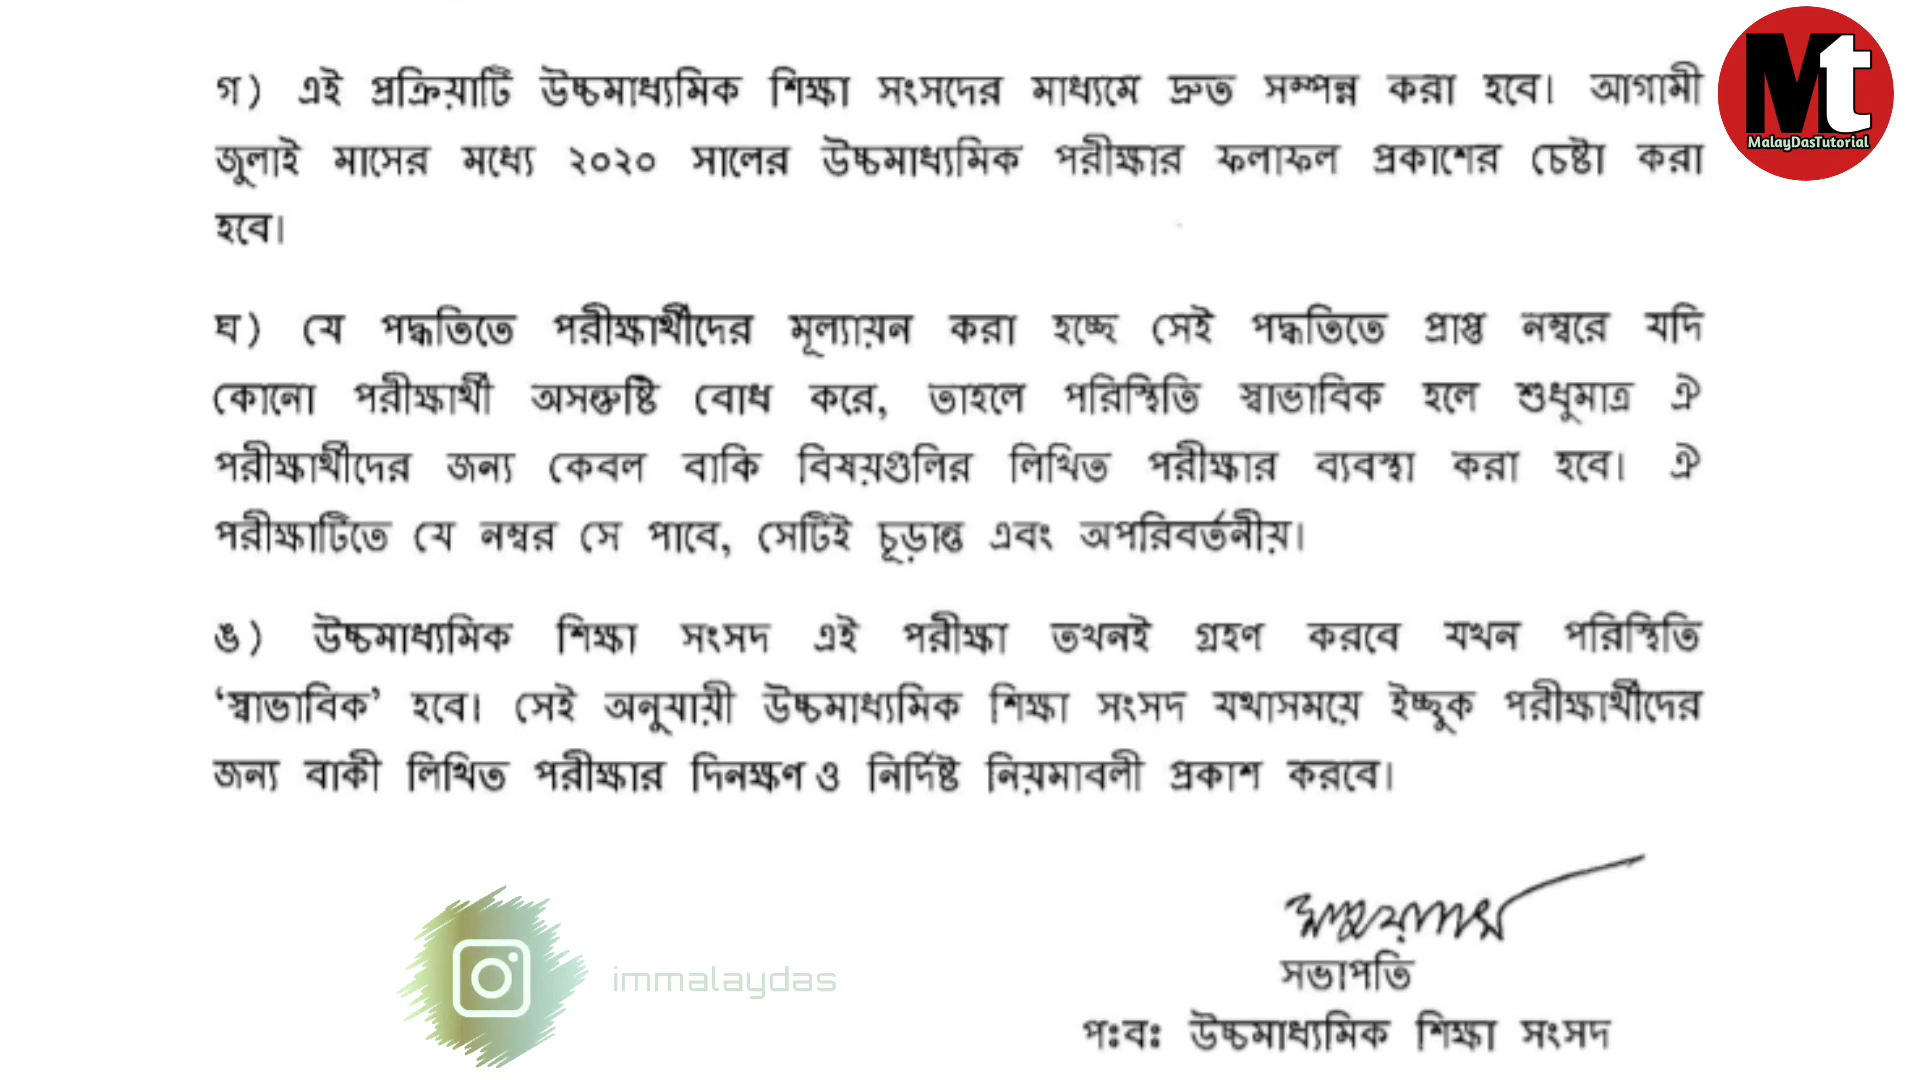 Mt
MalayDasTutorial
গ) এই প্রক্রিয়াটি উচ্চমাধ্যমিক শিক্ষা সংসদের মাধ্যমে দ্রুত সম্পন্ন করা হবে। আগামী
জুলাই মাসের মধ্যে ২০২০ সালের উচ্চমাধ্যমিক পরীক্ষার ফলাফল প্রকাশের চেষ্টা করা
হবে।
ঘ) যে পদ্ধতিতে পরীক্ষার্থীদের মূল্যায়ন করা হচ্ছে সেই পদ্ধতিতে প্রাপ্ত নম্বরে যদি
কোনো পরীক্ষার্থী অসন্তুষ্টি বোধ করে, তাহলে পরিস্থিতি স্বাভাবিক হলে শুধুমাত্র ঐ
পরীক্ষার্থীদের জন্য কেবল বাকি বিষয়গুলির লিখিত পরীক্ষার ব্যবস্থা করা হবে। ঐ
পরীক্ষাটিতে যে নম্বর সে পাবে, সেটিই চূড়ান্ত এবং অপরিবর্তনীয়।
ঙ) উচ্চমাধ্যমিক শিক্ষা সংসদ এই পরীক্ষা তখনই গ্রহণ করবে যখন পরিস্থিতি
‘স্বাভাবিক’ হবে। সেই অনুযায়ী উচ্চমাধ্যমিক শিক্ষা সংসদ যথাসময়ে ইচ্ছুক পরীক্ষার্থীদের
জন্য বাকী লিখিত পরীক্ষার দিনক্ষণ ও নির্দিষ্ট নিয়মাবলী প্রকাশ করবে।
সভাপতি
পঃবঃ উচ্চমাধ্যমিক শিক্ষা সংসদ
immalaydas